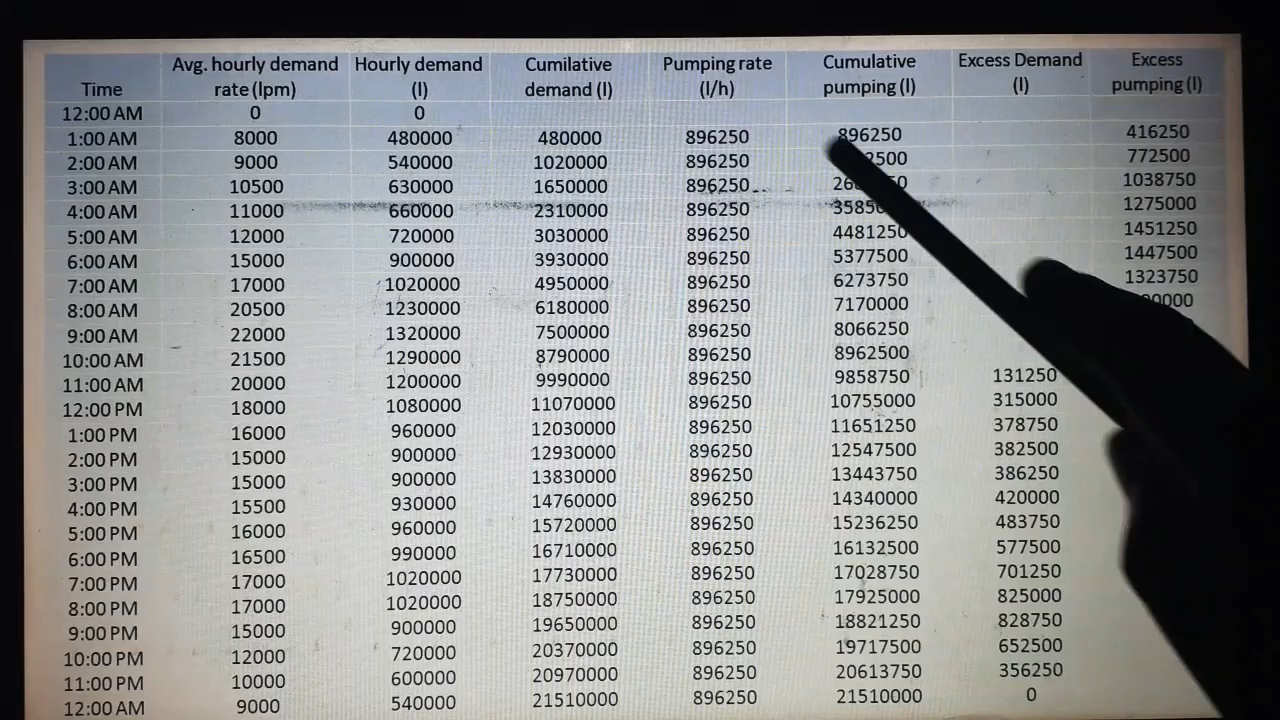 Time Avg. hourly demand rate (lpm) Hourly demand (l) Cumilative demand (l) Pumping rate (l/h) Cumulative pumping (l) Excess Demand (l) Excess pumping (l)
12:00 AM 0 0
1:00 AM 8000 480000 480000 896250 896250 416250
2:00 AM 9000 540000 1020000 896250 772500
3:00 AM 10500 630000 1650000 896250 1038750
4:00 AM 11000 660000 2310000 896250 1275000
5:00 AM 12000 720000 3030000 896250 4481250 1451250
6:00 AM 15000 900000 3930000 896250 5377500 1447500
7:00 AM 17000 1020000 4950000 896250 6273750 1323750
8:00 AM 20500 1230000 6180000 896250 7170000
9:00 AM 22000 1320000 7500000 896250 8066250
10:00 AM 21500 1290000 8790000 896250 8962500
11:00 AM 20000 1200000 9990000 896250 9858750 131250
12:00 PM 18000 1080000 11070000 896250 10755000 315000
1:00 PM 16000 960000 12030000 896250 11651250 378750
2:00 PM 15000 900000 12930000 896250 12547500 382500
3:00 PM 15000 900000 13830000 896250 13443750 386250
4:00 PM 15500 930000 14760000 896250 14340000 420000
5:00 PM 16000 960000 15720000 896250 15236250 483750
6:00 PM 16500 990000 16710000 896250 16132500 577500
7:00 PM 17000 1020000 17730000 896250 17028750 701250
8:00 PM 17000 1020000 18750000 896250 17925000 825000
9:00 PM 15000 900000 19650000 896250 18821250 828750
10:00 PM 12000 720000 20370000 896250 19717500 652500
11:00 PM 10000 600000 20970000 896250 20613750 356250
12:00 AM 9000 540000 21510000 896250 21510000 0